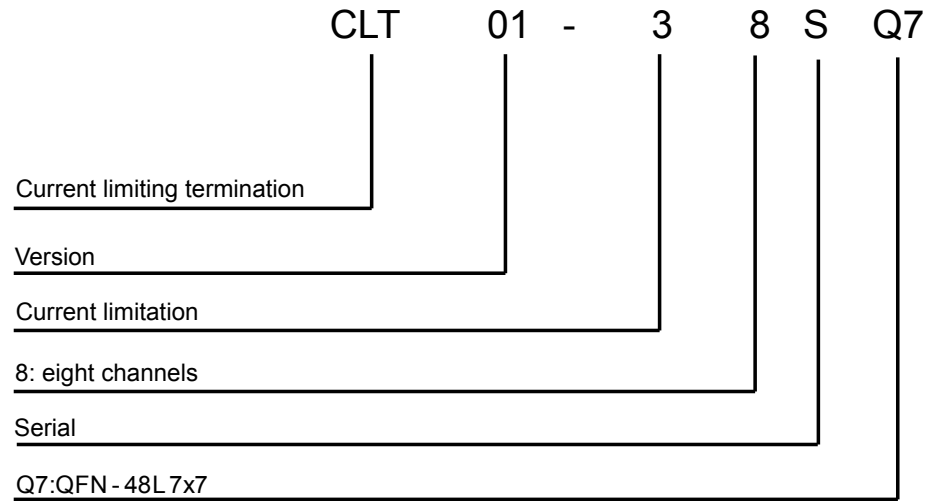 CLT 01 - 3 8 S Q7
Current limiting termination
Version
Current limitation
8: eight channels
Serial
Q7:QFN - 48L 7x7